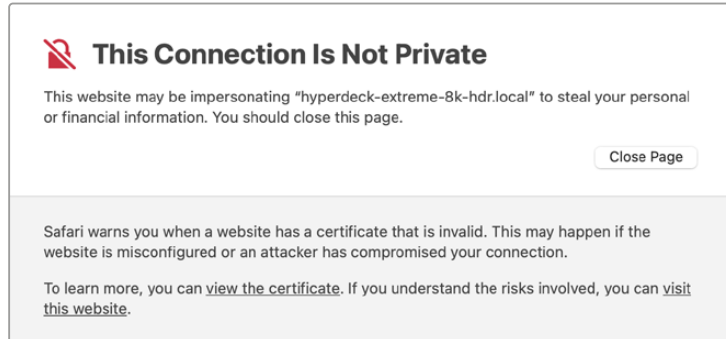 This Connection Is Not Private
This website may be impersonating “hyperdeck-extreme-8k-hdr.local” to steal your personal
or financial information. You should close this page.
Close Page
Safari warns you when a website has a certificate that is invalid. This may happen if the
website is misconfigured or an attacker has compromised your connection.
To learn more, you can view the certificate. If you understand the risks involved, you can visit
this website.